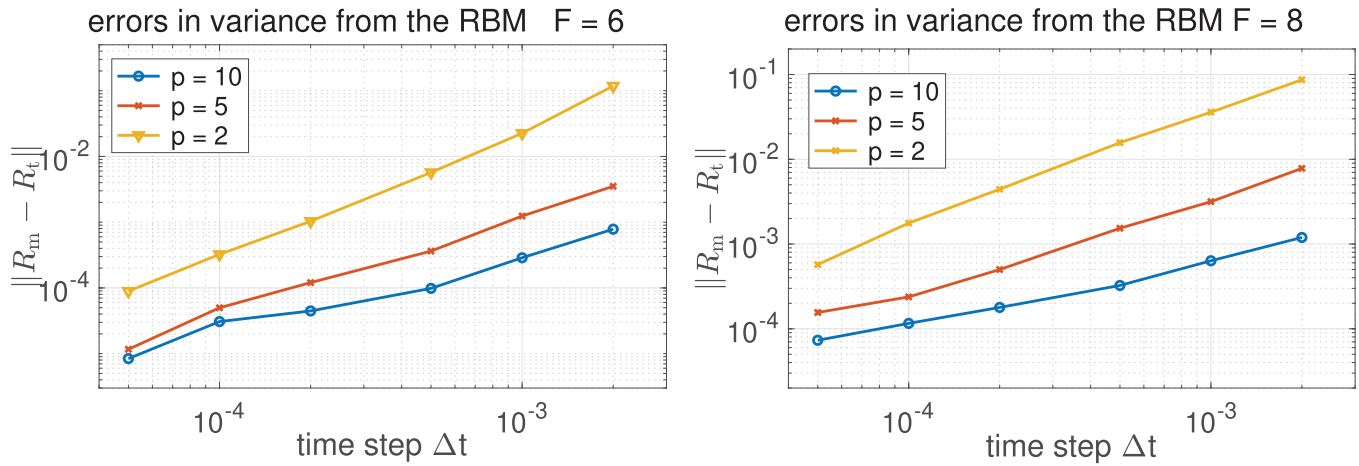 errors in variance from the RBM F = 6
p = 10
p = 5
p = 2
10^-2
10^-4
||R_m − R_t||
10^-4
10^-3
time step Δt
errors in variance from the RBM F = 8
p = 10
p = 5
p = 2
10^-1
10^-2
10^-3
10^-4
||R_m − R_t||
10^-4
10^-3
time step Δt